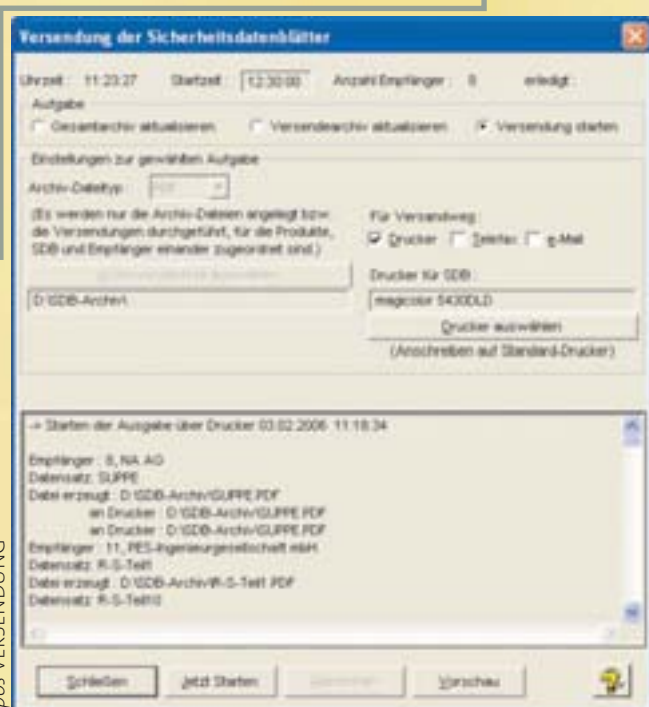 Versendung der Sicherheitsdatenblätter
Uhrzeit: 11:23:27 Startzeit: 12:30:00 Anzahl Empfänger: 8 erledigt:
Aufgabe
Gesamtarchiv aktualisieren Versendearchiv aktualisieren Versendung starten
Einstellungen zur gewählten Aufgabe
Archiv-Dateityp: PDF
(Es werden nur die Archiv-Dateien angelegt bzw.
die Versendungen durchgeführt, für die Produkte,
SDB und Empfänger einander zugeordnet sind.)
Für Versandweg:
Drucker Telefax e-Mail
D:\SDB-Archiv\
Drucker für SDB:
magicolor 5430DLD
Drucker auswählen
(Anschreiben auf Standard-Drucker)
-> Starten der Ausgabe über Drucker 03.02.2006 11:18:34
Empfänger: 8, NA AG
Datensatz: SUPPE
Datei erzeugt: D:\SDB-Archiv\SUPPE.PDF
an Drucker: D:\SDB-Archiv\SUPPE.PDF
an Drucker: D:\SDB-Archiv\SUPPE.PDF
Empfänger: 11, PES-Ingenieurgesellschaft mbH
Datensatz: R-S-Teil1
Datei erzeugt: D:\SDB-Archiv\R-S-Teil1.PDF
Datensatz: R-S-Teil10
Schließen Jetzt Starten Vorschau
VERSENDUNG